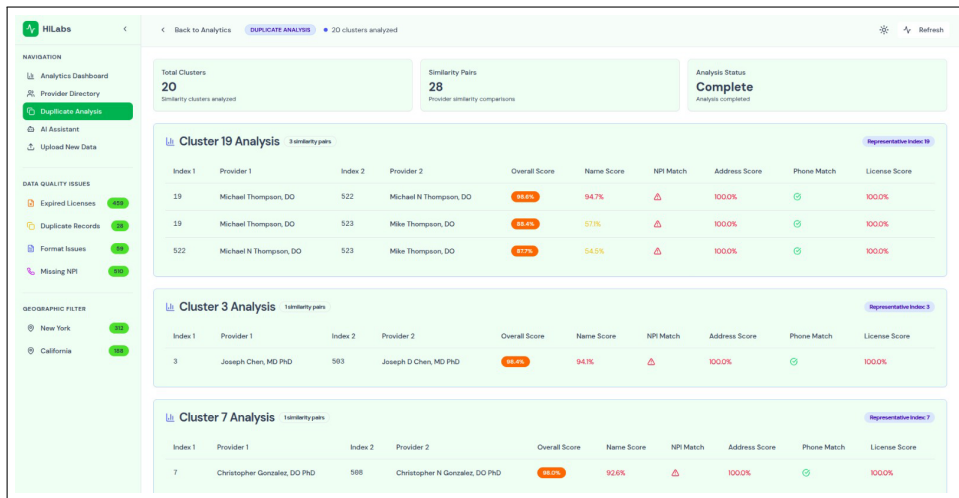 HiLabs
Back to Analytics
DUPLICATE ANALYSIS
20 clusters analyzed
Refresh
NAVIGATION
Analytics Dashboard
Provider Directory
Duplicate Analysis
AI Assistant
Upload New Data
DATA QUALITY ISSUES
Expired Licenses
Duplicate Records 28
Format Issues 59
Missing NPI 510
GEOGRAPHIC FILTER
New York 312
California 188
Total Clusters
20
Similarity clusters analyzed
Similarity Pairs
28
Provider similarity comparisons
Analysis Status
Complete
Analysis completed
Cluster 19 Analysis 3 similarity pairs Representative Index: 19
Index 1 Provider 1 Index 2 Provider 2 Overall Score Name Score NPI Match Address Score Phone Match License Score
19 Michael Thompson, DO 522 Michael N Thompson, DO 94.7% 100.0% 100.0%
19 Michael Thompson, DO 523 Mike Thompson, DO 88.4% 57.1% 100.0% 100.0%
522 Michael N Thompson, DO 523 Mike Thompson, DO 87.7% 54.5% 100.0% 100.0%
Cluster 3 Analysis 1 similarity pairs Representative Index: 3
Index 1 Provider 1 Index 2 Provider 2 Overall Score Name Score NPI Match Address Score Phone Match License Score
3 Joseph Chen, MD PhD 503 Joseph D Chen, MD PhD 94.1% 100.0% 100.0%
Cluster 7 Analysis 1 similarity pairs Representative Index: 7
Index 1 Provider 1 Index 2 Provider 2 Overall Score Name Score NPI Match Address Score Phone Match License Score
7 Christopher Gonzalez, DO PhD 508 Christopher N Gonzalez, DO PhD 92.6% 100.0% 100.0%